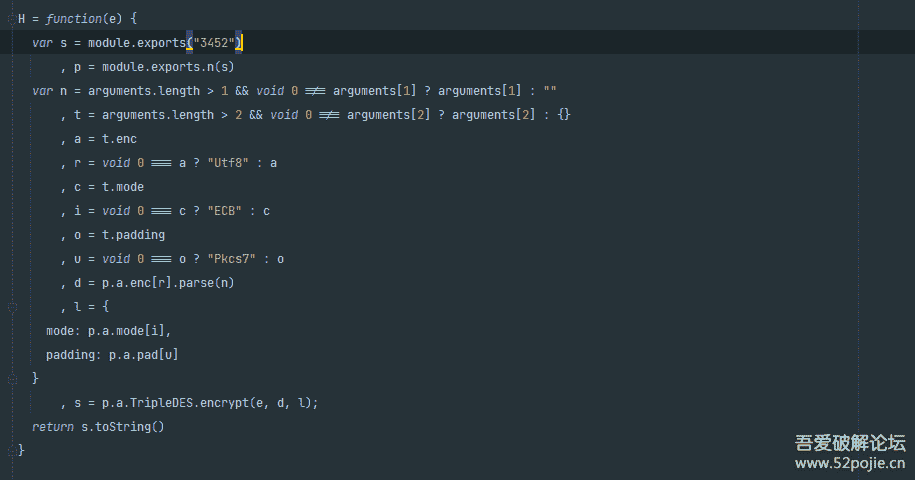 H = function(e) {
var s = module.exports("3452")
, p = module.exports.n(s)
var n = arguments.length > 1 && void 0 !== arguments[1] ? arguments[1] : ""
, t = arguments.length > 2 && void 0 !== arguments[2] ? arguments[2] : {}
, a = t.enc
, r = void 0 === a ? "Utf8" : a
, c = t.mode
, i = void 0 === c ? "ECB" : c
, o = t.padding
, u = void 0 === o ? "Pkcs7" : o
, d = p.a.enc[r].parse(n)
, l = {
mode: p.a.mode[i],
padding: p.a.pad[u]
}
, s = p.a.TripleDES.encrypt(e, d, l);
return s.toString()
}
吾爱破解论坛
www.52pojie.cn